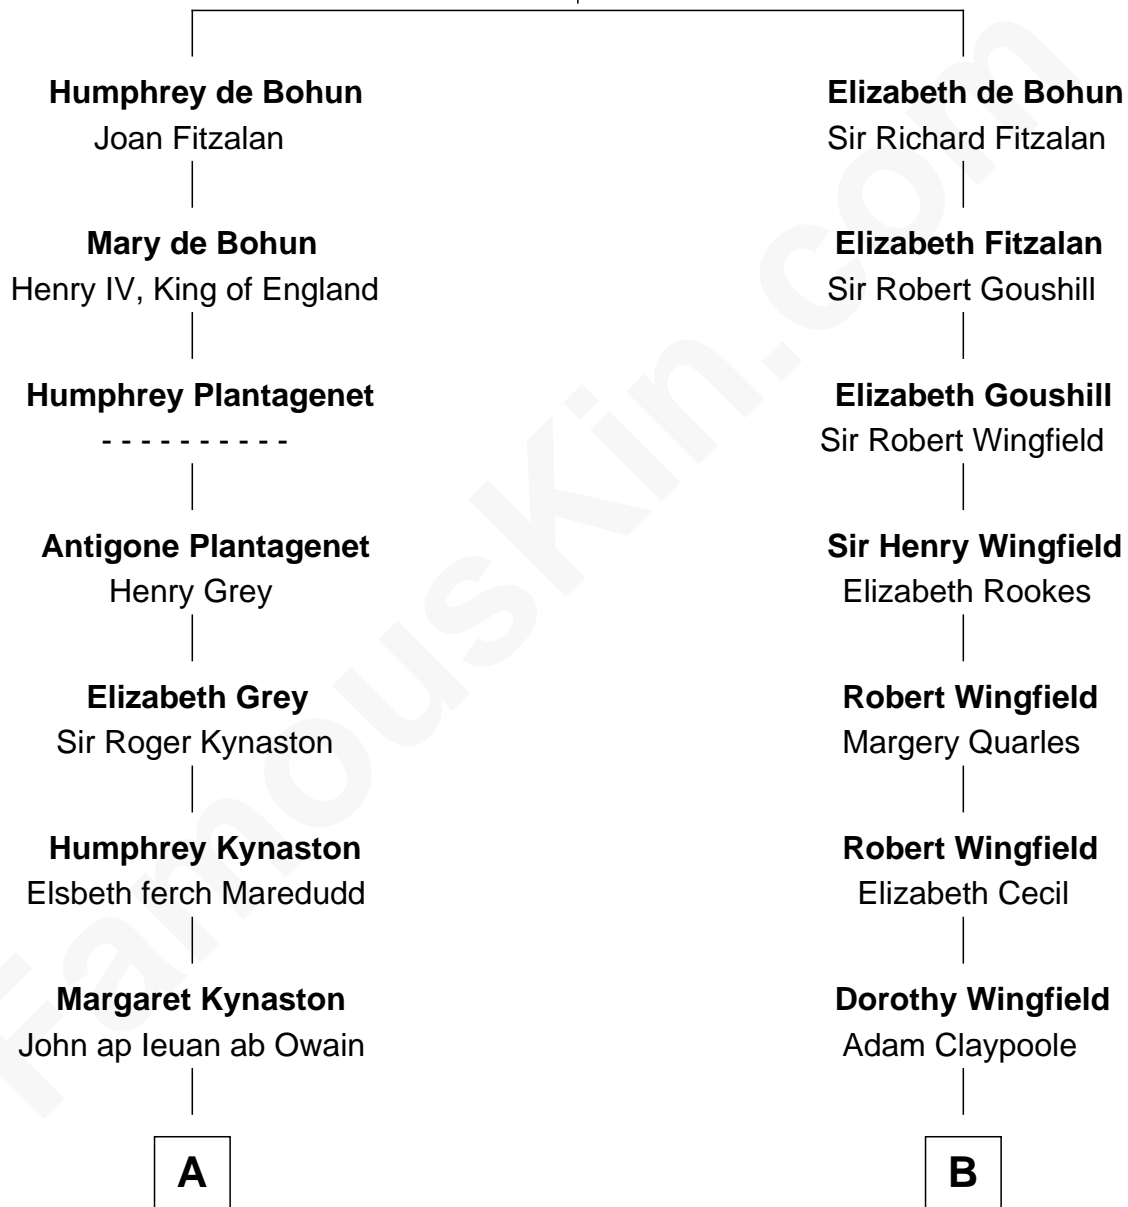 Humphrey de Bohun
Joan Fitzalan
Mary de Bohun
Henry IV, King of England
Humphrey Plantagenet
- - - - - - - - - -
Antigone Plantagenet
Henry Grey
Elizabeth Grey
Sir Roger Kynaston
Humphrey Kynaston
Elsbeth ferch Maredudd
Margaret Kynaston
John ap Ieuan ab Owain
A
Elizabeth de Bohun
Sir Richard Fitzalan
Elizabeth Fitzalan
Sir Robert Goushill
Elizabeth Goushill
Sir Robert Wingfield
Sir Henry Wingfield
Elizabeth Rookes
Robert Wingfield
Margery Quarles
Robert Wingfield
Elizabeth Cecil
Dorothy Wingfield
Adam Claypoole
B
FamousKin.com